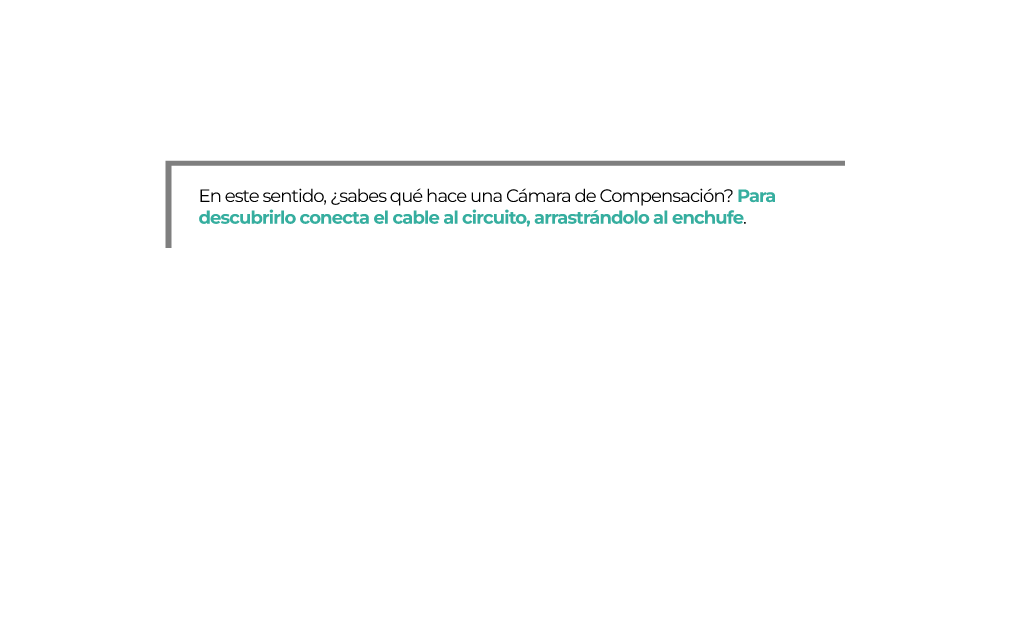 En este sentido, ¿sabes qué hace una Cámara de Compensación? Para
descubrirlo conecta el cable al circuito, arrastrándolo al enchufe.